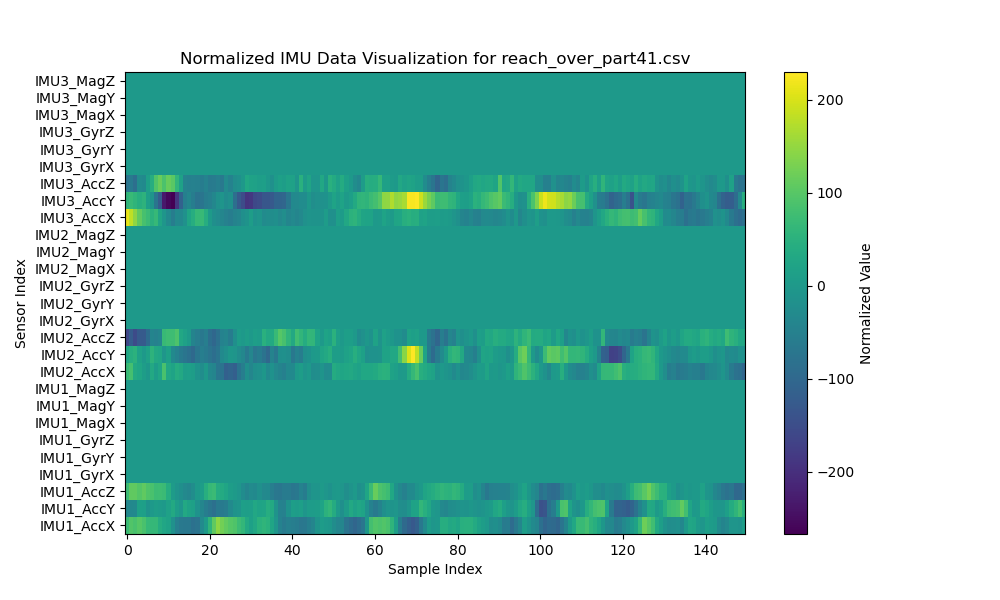 Normalized IMU Data Visualization for reach_over_part41.csv
IMU3_MagZ
IMU3_MagY
IMU3_MagX
IMU3_GyrZ
IMU3_GyrY
IMU3_GyrX
IMU3_AccZ
IMU3_AccY
IMU3_AccX
IMU2_MagZ
IMU2_MagY
IMU2_MagX
IMU2_GyrZ
IMU2_GyrY
IMU2_GyrX
IMU2_AccZ
IMU2_AccY
IMU2_AccX
IMU1_MagZ
IMU1_MagY
IMU1_MagX
IMU1_GyrZ
IMU1_GyrY
IMU1_GyrX
IMU1_AccZ
IMU1_AccY
IMU1_AccX
Sensor Index
0 20 40 60 80 100 120 140
Sample Index
200
100
0
−100
−200
Normalized Value